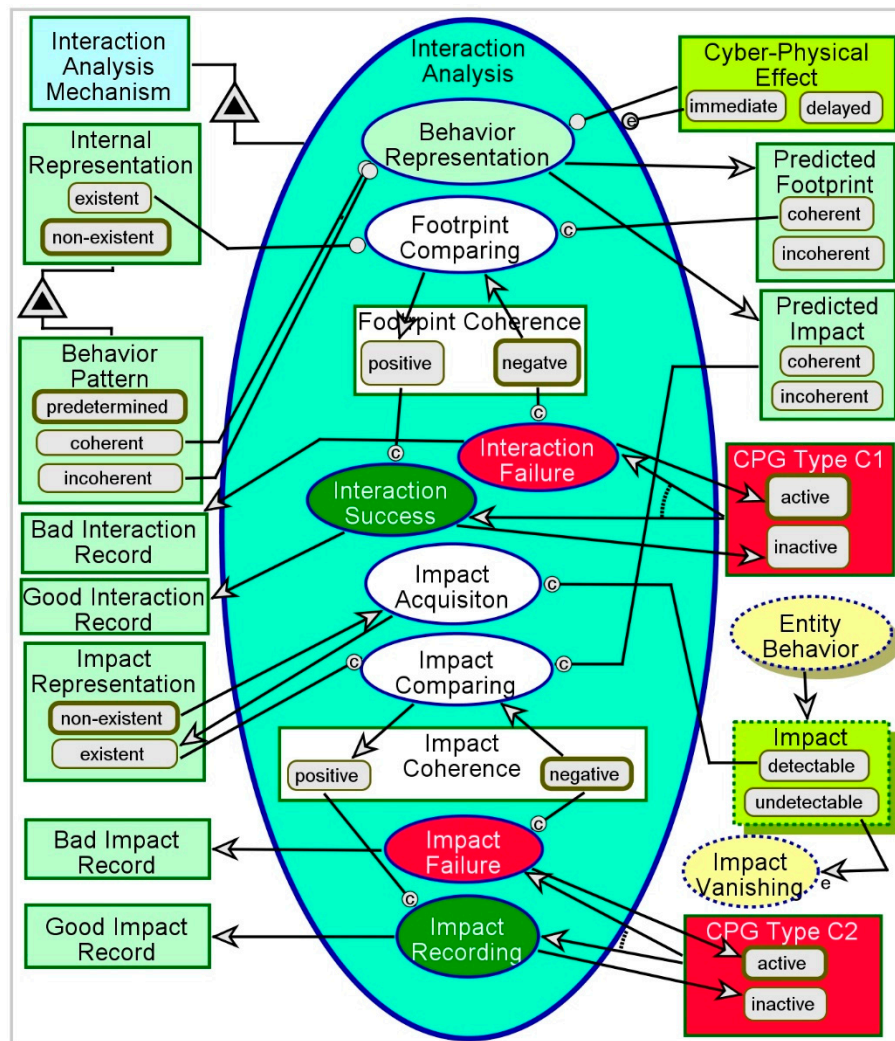 Interaction
Analysis
Mechanism
Interaction
Analysis
Cyber-Physical
Effect
immediate
delayed
e
Behavior
Representation
Internal
Representation
existent
non-existent
Predicted
Footprint
coherent
incoherent
Footrpint
Comparing
c
Predicted
Impact
coherent
incoherent
Footrpint Coherence
positive
negatve
c
c
Behavior
Pattern
predetermined
coherent
incoherent
Interaction
Failure
CPG Type C1
active
inactive
Interaction
Success
Bad Interaction
Record
Good Interaction
Record
Impact
Acquisiton
c
Entity
Behavior
Impact
Representation
non-existent
existent
c
Impact
Comparing
c
Impact
detectable
undetectable
Impact
Coherence
positive
negative
c
Bad Impact
Record
Impact
Failure
Impact
Vanishing
e
c
Good Impact
Record
Impact
Recording
CPG Type C2
active
inactive